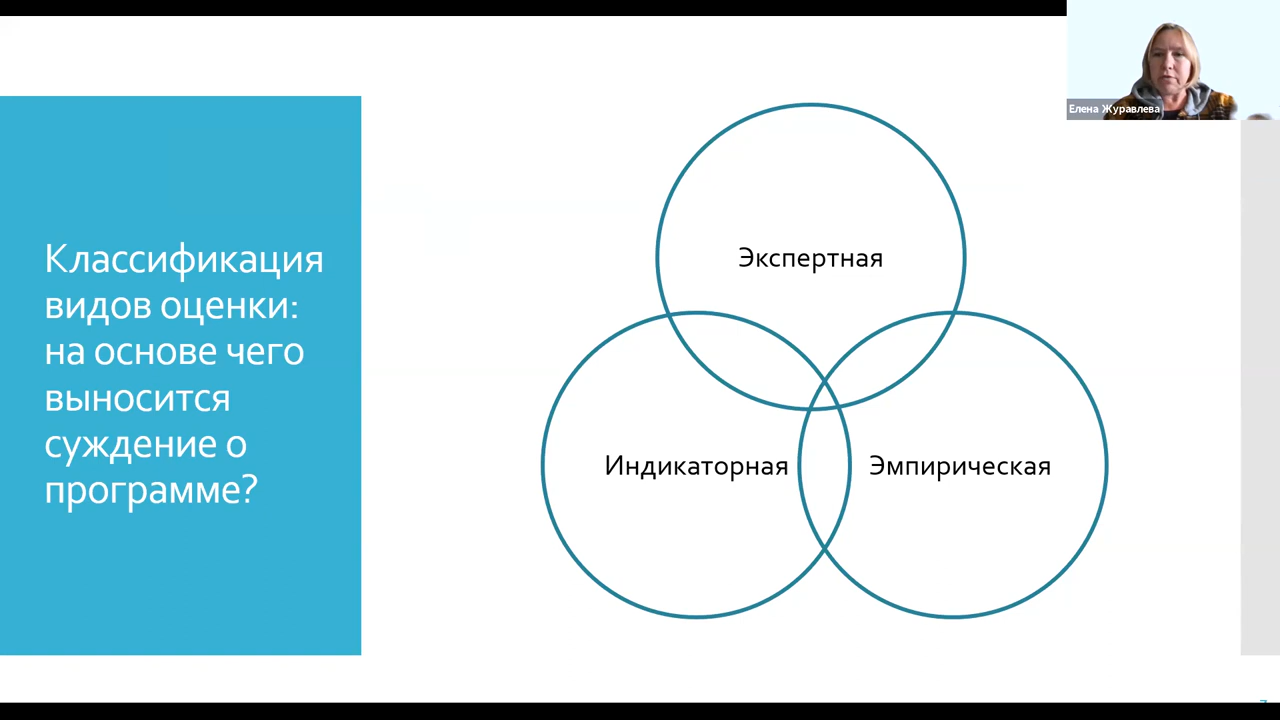 Елена Журавлева
Классификация
видов оценки:
на основе чего
выносится
суждение о
программе?
Экспертная
Индикаторная
Эмпирическая